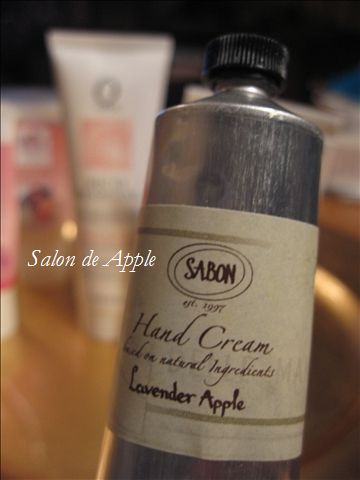 Salon de Apple
SABON
est. 1997
Hand Cream
based on natural Ingredients
Lavender Apple